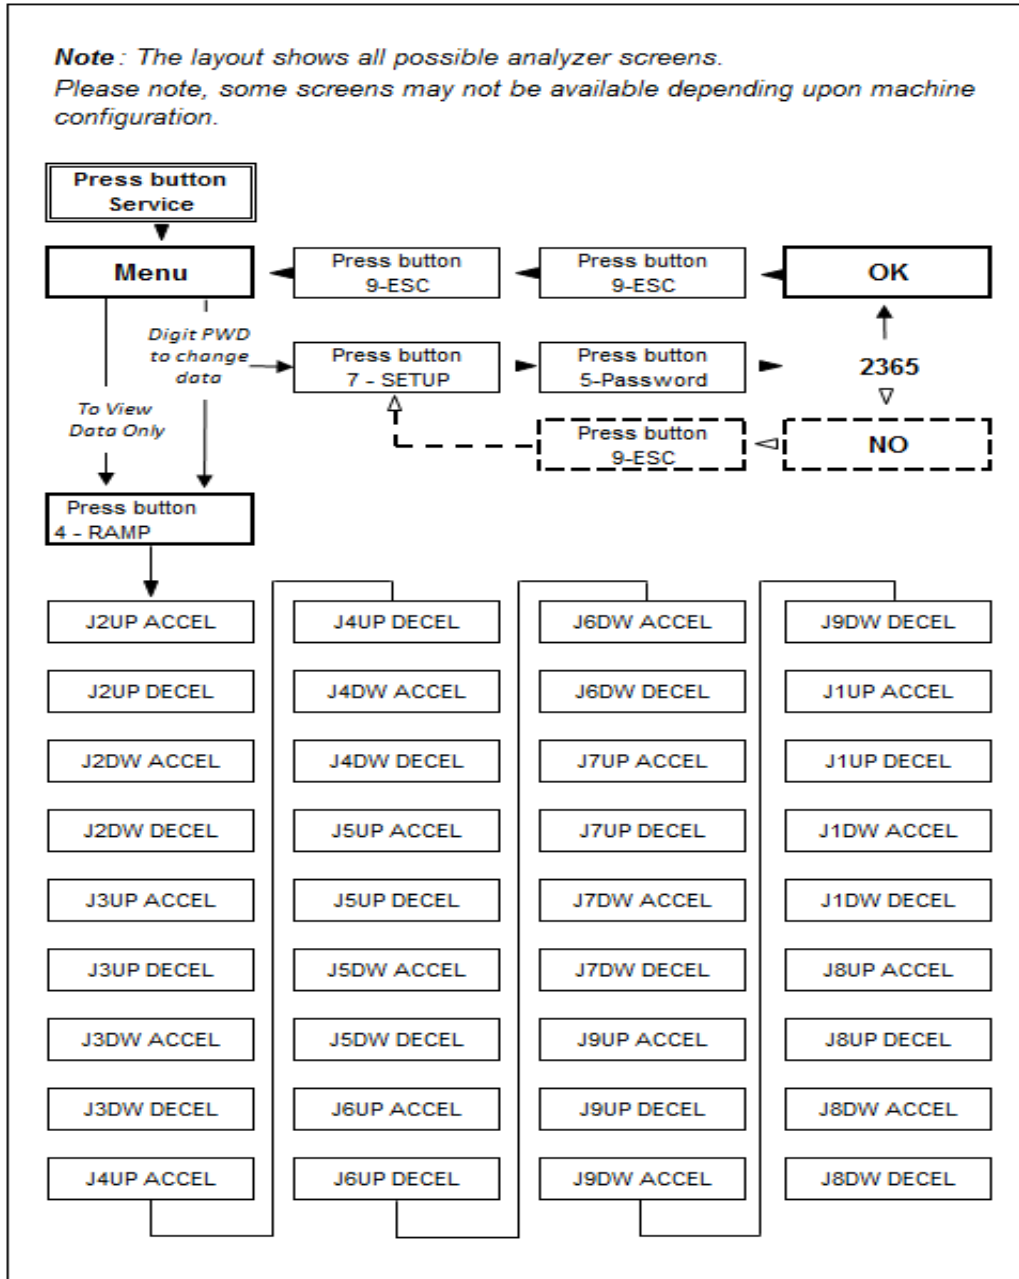 Note : The layout shows all possible analyzer screens.
Please note, some screens may not be available depending upon machine
configuration.
Press button
Service
Menu
Press button
9-ESC
Press button
9-ESC
OK
Digit PWD
to change
data
Press button
7 - SETUP
Press button
5-Password
2365
To View
Data Only
Press button
9-ESC
NO
Press button
4 - RAMP
J2UP ACCEL
J2UP DECEL
J2DW ACCEL
J2DW DECEL
J3UP ACCEL
J3UP DECEL
J3DW ACCEL
J3DW DECEL
J4UP ACCEL
J4UP DECEL
J4DW ACCEL
J4DW DECEL
J5UP ACCEL
J5UP DECEL
J5DW ACCEL
J5DW DECEL
J6UP ACCEL
J6UP DECEL
J6DW ACCEL
J6DW DECEL
J7UP ACCEL
J7UP DECEL
J7DW ACCEL
J7DW DECEL
J9UP ACCEL
J9UP DECEL
J9DW ACCEL
J9DW DECEL
J1UP ACCEL
J1UP DECEL
J1DW ACCEL
J1DW DECEL
J8UP ACCEL
J8UP DECEL
J8DW ACCEL
J8DW DECEL